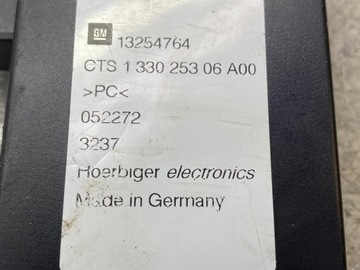 GM 13254764
CTS 1 330 253 06 A00
>PC<
052272
3237
Hoerbiger electronics
Made in Germany